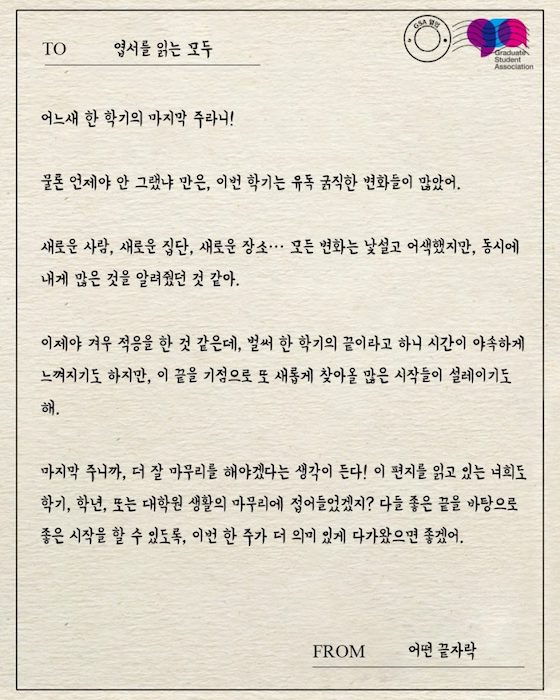 TO 엽서를 읽는 모두
GSA 엽편
Graduate
Student
Association
어느새 한 학기의 마지막 주라니!
물론 언제야 안 그랬냐 만은, 이번 학기는 유독 굵직한 변화들이 많았어.
새로운 사람, 새로운 집단, 새로운 장소… 모든 변화는 낯설고 어색했지만, 동시에
내게 많은 것을 알려줬던 것 같아.
이제야 겨우 적응을 한 것 같은데, 벌써 한 학기의 끝이라고 하니 시간이 야속하게
느껴지기도 하지만, 이 끝을 기점으로 또 새롭게 찾아올 많은 시작들이 설레이기도
해.
마지막 주니까, 더 잘 마무리를 해야겠다는 생각이 든다! 이 편지를 읽고 있는 너희도
학기, 학년, 또는 대학원 생활의 마무리에 접어들었겠지? 다들 좋은 끝을 바탕으로
좋은 시작을 할 수 있도록, 이번 한 주가 더 의미 있게 다가왔으면 좋겠어.
FROM 어떤 끝자락